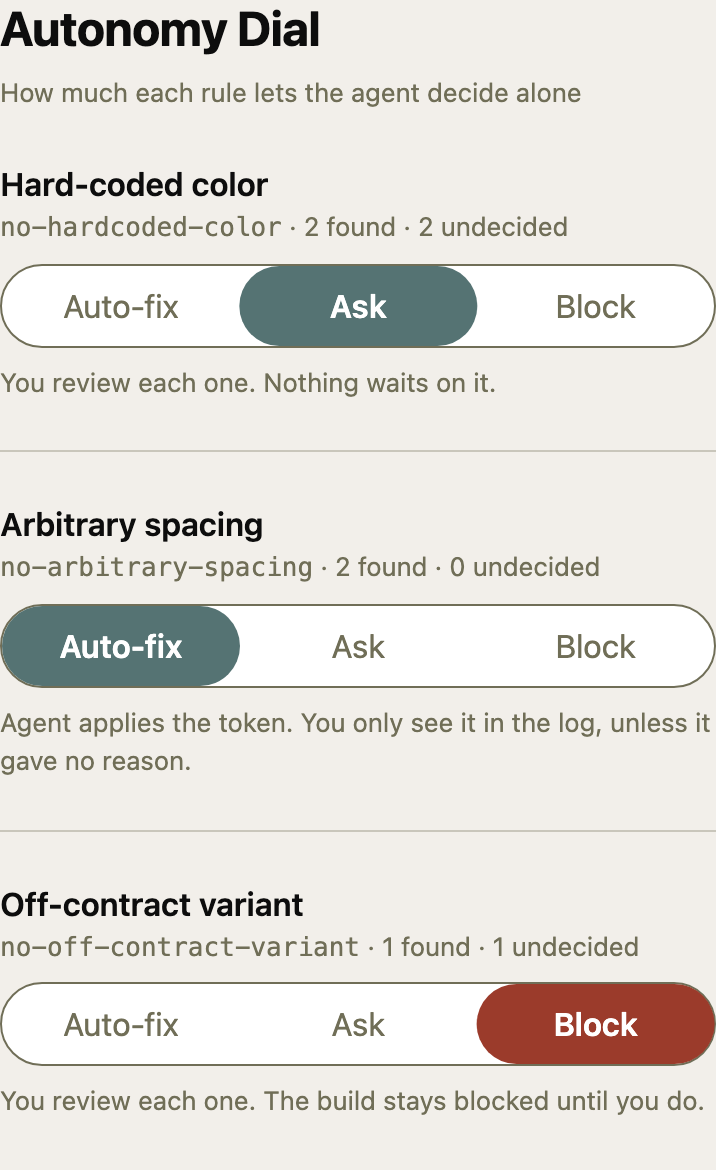 Autonomy Dial
How much each rule lets the agent decide alone
Hard-coded color
no-hardcoded-color · 2 found · 2 undecided
Auto-fix Ask Block
You review each one. Nothing waits on it.
Arbitrary spacing
no-arbitrary-spacing · 2 found · 0 undecided
Auto-fix Ask Block
Agent applies the token. You only see it in the log, unless it
gave no reason.
Off-contract variant
no-off-contract-variant · 1 found · 1 undecided
Auto-fix Ask Block
You review each one. The build stays blocked until you do.